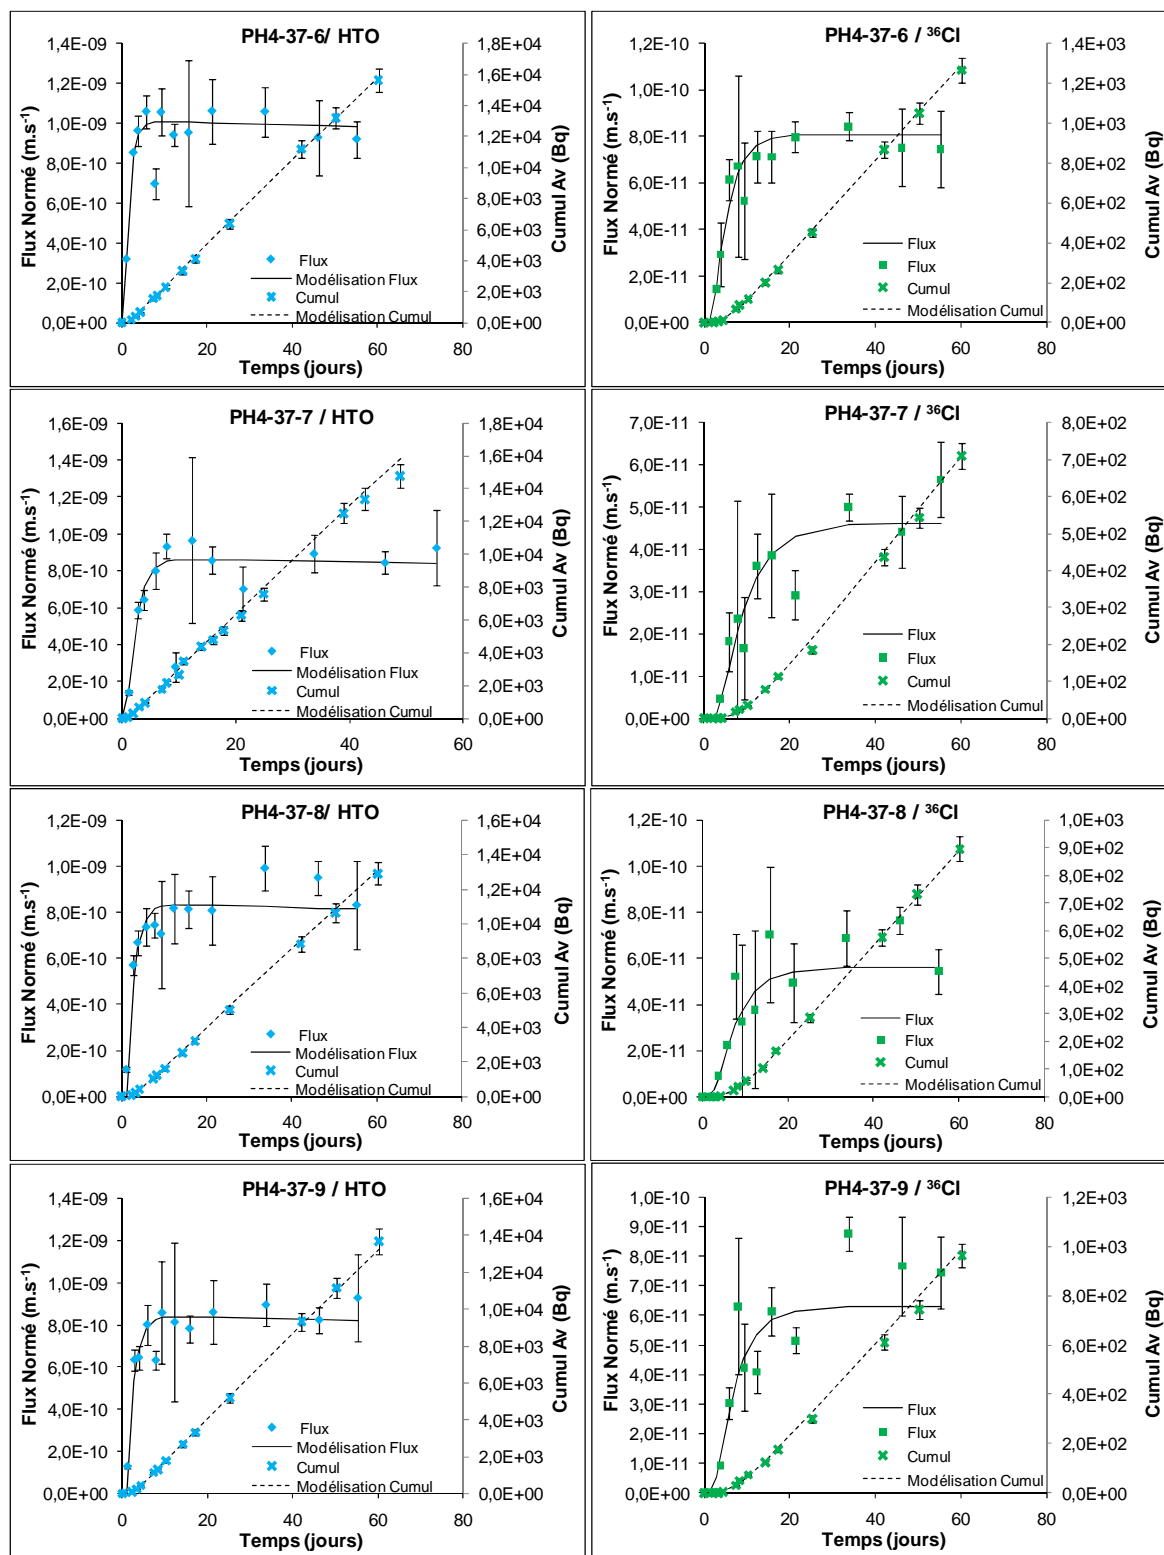 PH4-37-6/ HTO
Flux Normé (m.s⁻¹)
1,4E-09
1,2E-09
1,0E-09
8,0E-10
6,0E-10
4,0E-10
2,0E-10
0,0E+00
1,8E+04
1,6E+04
1,4E+04
1,2E+04
1,0E+04
8,0E+03
6,0E+03
4,0E+03
2,0E+03
0,0E+00
Cumul Av (Bq)
Flux
Modélisation Flux
Cumul
Modélisation Cumul
0 20 40 60 80
Temps (jours)
PH4-37-6 / ³⁶Cl
Flux Normé (m.s⁻¹)
1,2E-10
1,0E-10
8,0E-11
6,0E-11
4,0E-11
2,0E-11
0,0E+00
1,4E+03
1,2E+03
1,0E+03
8,0E+02
6,0E+02
4,0E+02
2,0E+02
0,0E+00
Cumul Av (Bq)
Flux
Flux
Cumul
Modélisation Cumul
0 20 40 60 80
Temps (jours)
PH4-37-7 / HTO
Flux Normé (m.s⁻¹)
1,6E-09
1,4E-09
1,2E-09
1,0E-09
8,0E-10
6,0E-10
4,0E-10
2,0E-10
0,0E+00
1,8E+04
1,6E+04
1,4E+04
1,2E+04
1,0E+04
8,0E+03
6,0E+03
4,0E+03
2,0E+03
0,0E+00
Cumul Av (Bq)
Flux
Modélisation Flux
Cumul
Modélisation Cumul
0 20 40 60
Temps (jours)
PH4-37-7 / ³⁶Cl
Flux Normé (m.s⁻¹)
7,0E-11
6,0E-11
5,0E-11
4,0E-11
3,0E-11
2,0E-11
1,0E-11
0,0E+00
8,0E+02
7,0E+02
6,0E+02
5,0E+02
4,0E+02
3,0E+02
2,0E+02
1,0E+02
0,0E+00
Cumul Av (Bq)
Flux
Flux
Cumul
Modélisation Cumul
0 20 40 60 80
Temps (jours)
PH4-37-8/ HTO
Flux Normé (m.s⁻¹)
1,2E-09
1,0E-09
8,0E-10
6,0E-10
4,0E-10
2,0E-10
0,0E+00
1,6E+04
1,4E+04
1,2E+04
1,0E+04
8,0E+03
6,0E+03
4,0E+03
2,0E+03
0,0E+00
Cumul Av (Bq)
Flux
Modélisation Flux
Cumul
Modélisation Cumul
0 20 40 60 80
Temps (jours)
PH4-37-8 / ³⁶Cl
Flux Normé (m.s⁻¹)
1,2E-10
1,0E-10
8,0E-11
6,0E-11
4,0E-11
2,0E-11
0,0E+00
1,0E+03
9,0E+02
8,0E+02
7,0E+02
6,0E+02
5,0E+02
4,0E+02
3,0E+02
2,0E+02
1,0E+02
0,0E+00
Cumul Av (Bq)
Flux
Flux
Cumul
Modélisation Cumul
0 20 40 60 80
Temps (jours)
PH4-37-9 / HTO
Flux Normé (m.s⁻¹)
1,4E-09
1,2E-09
1,0E-09
8,0E-10
6,0E-10
4,0E-10
2,0E-10
0,0E+00
1,6E+04
1,4E+04
1,2E+04
1,0E+04
8,0E+03
6,0E+03
4,0E+03
2,0E+03
0,0E+00
Cumul Av (Bq)
Flux
Modélisation Flux
Cumul
Modélisation Cumul
0 20 40 60 80
Temps (jours)
PH4-37-9 / ³⁶Cl
Flux Normé (m.s⁻¹)
1,0E-10
9,0E-11
8,0E-11
7,0E-11
6,0E-11
5,0E-11
4,0E-11
3,0E-11
2,0E-11
1,0E-11
0,0E+00
1,2E+03
1,0E+03
8,0E+02
6,0E+02
4,0E+02
2,0E+02
0,0E+00
Cumul Av (Bq)
Flux
Flux
Cumul
Modélisation Cumul
0 20 40 60 80
Temps (jours)